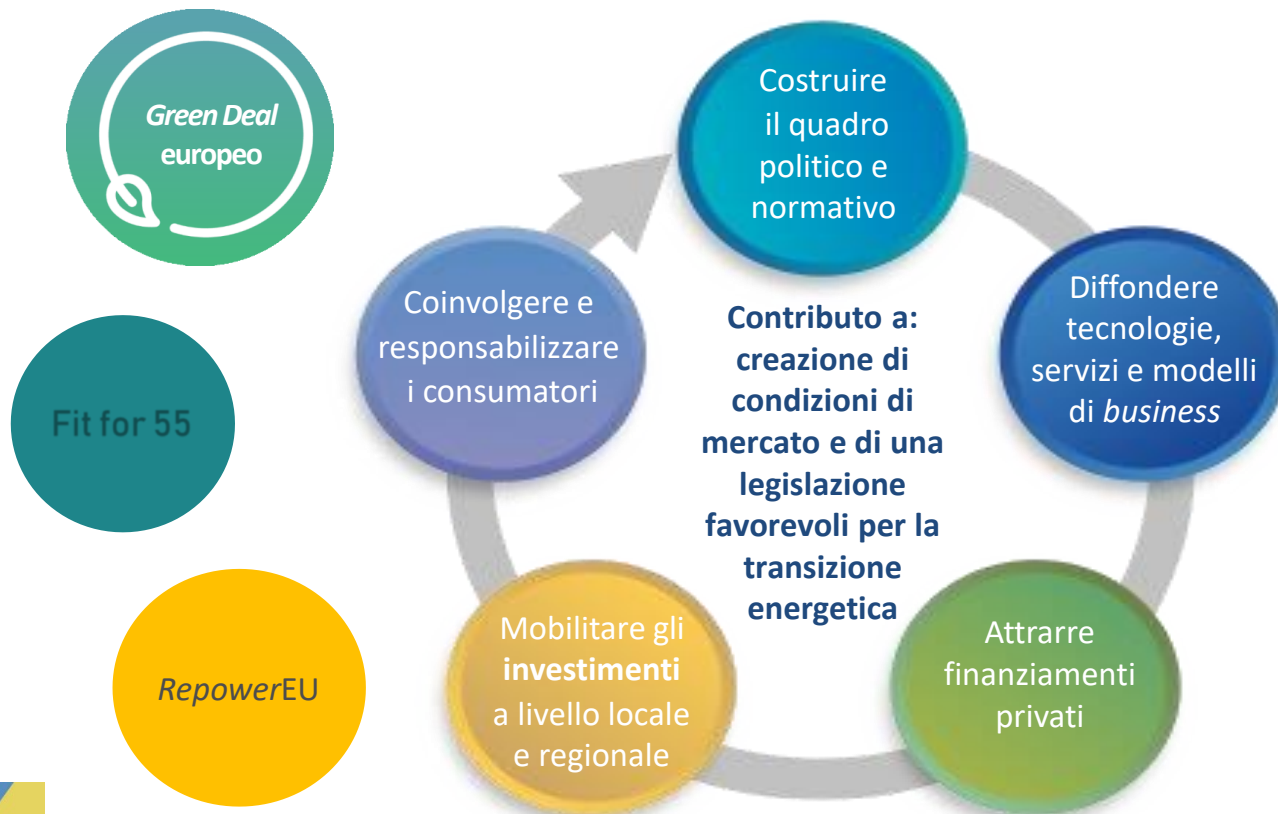 Green Deal
europeo
Fit for 55
RepowerEU
Costruire
il quadro
politico e
normativo
Diffondere
tecnologie,
servizi e modelli
di business
Attrarre
finanziamenti
privati
Mobilitare gli
investimenti
a livello locale
e regionale
Coinvolgere e
responsabilizzare
i consumatori
Contributo a:
creazione di
condizioni di
mercato e di una
legislazione
favorevoli per la
transizione
energetica